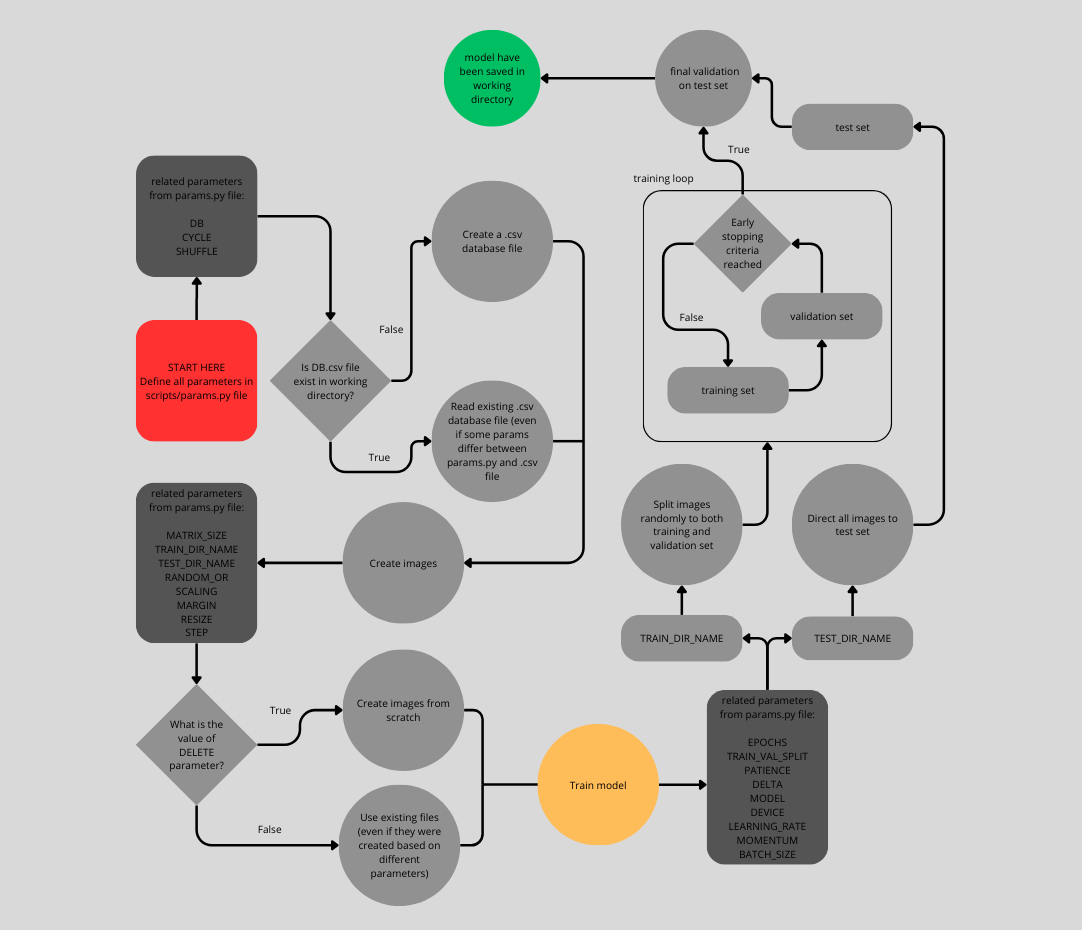 model have
been saved in
working
directory
final validation
on test set
test set
True
training loop
related parameters
from params.py file:
DB
CYCLE
SHUFFLE
Create a .csv
database file
Early
stopping
criteria
reached
validation set
False
training set
START HERE
Define all parameters in
scripts/params.py file
Is DB.csv file
exist in working
directory?
False
True
Read existing .csv
database file (even
if some params
differ between
params.py and .csv
file
related parameters
from params.py file:
MATRIX_SIZE
TRAIN_DIR_NAME
TEST_DIR_NAME
RANDOM_OR
SCALING
MARGIN
RESIZE
STEP
Create images
Split images
randomly to both
training and
validation set
Direct all images to
test set
TRAIN_DIR_NAME
TEST_DIR_NAME
What is the
value of
DELETE
parameter?
True
Create images from
scratch
False
Use existing files
(even if they were
created based on
different
parameters)
Train model
related parameters
from params.py file:
EPOCHS
TRAIN_VAL_SPLIT
PATIENCE
DELTA
MODEL
DEVICE
LEARNING_RATE
MOMENTUM
BATCH_SIZE